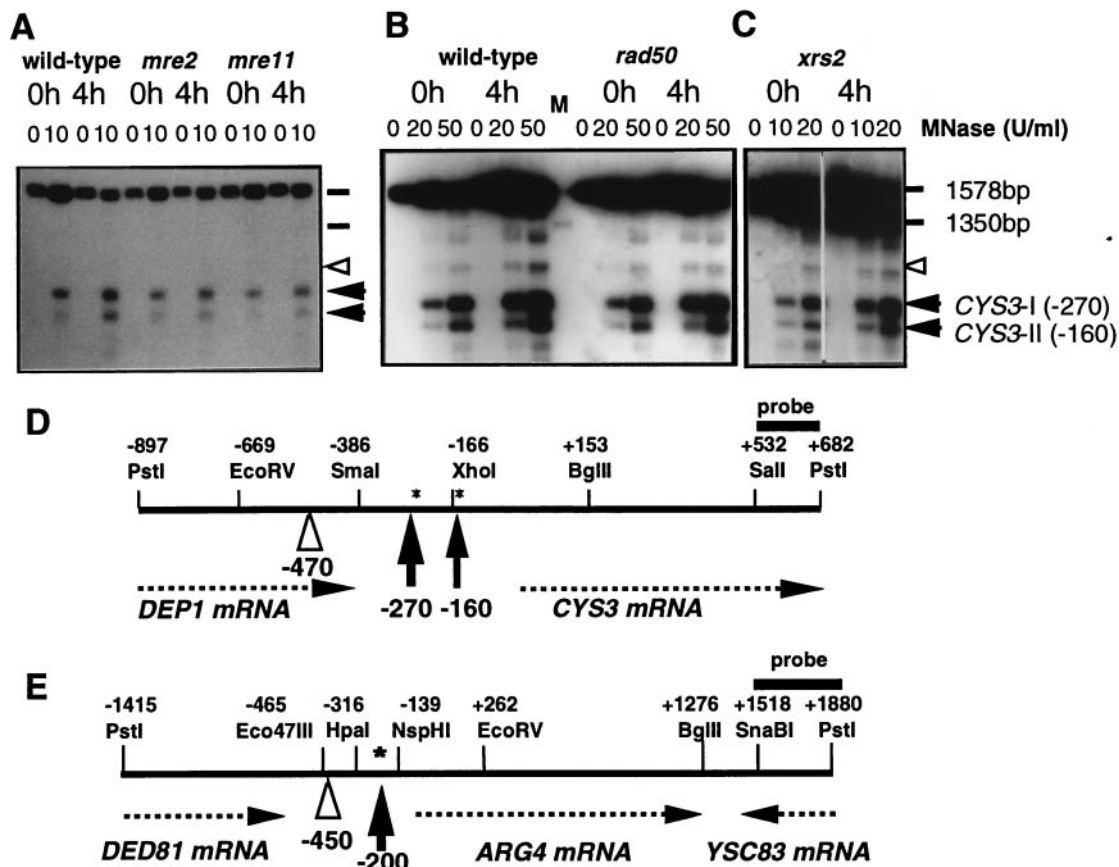 A
B
C
wild-type mre2 mre11
wild-type rad50
xrs2
0h 4h 0h 4h 0h 4h
0h 4h M 0h 4h
0h 4h
0 10 0 10 0 10 0 10 0 10 0 10
0 20 50 0 20 50 0 20 50 0 20 50
0 10 20 0 10 20 MNase (U/ml)
1578bp
1350bp
CYS3-I (-270)
CYS3-II (-160)
D
probe
-897 -669 -386 -166 +153 +532 +682
PstI EcoRV SmaI XhoI BglII SalI PstI
* *
-470
-270 -160
DEP1 mRNA CYS3 mRNA
E
probe
-1415 -465 -316 -139 +262 +1276 +1518 +1880
PstI Eco47III HpaI NspHI EcoRV BglII SnaBI PstI
*
-450
-200
DED81 mRNA ARG4 mRNA YSC83 mRNA